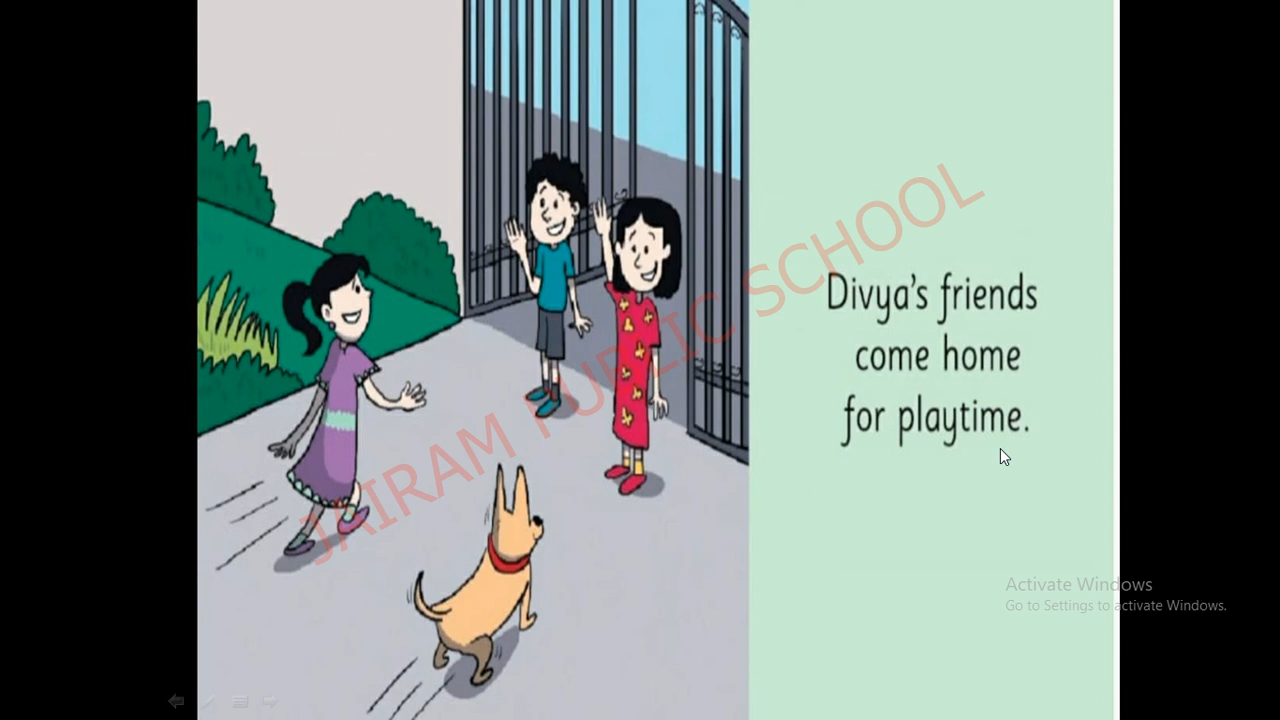 Divya's friends
come home
for playtime.
JAIRAM PUBLIC SCHOOL
Activate Windows
Go to Settings to activate Windows.